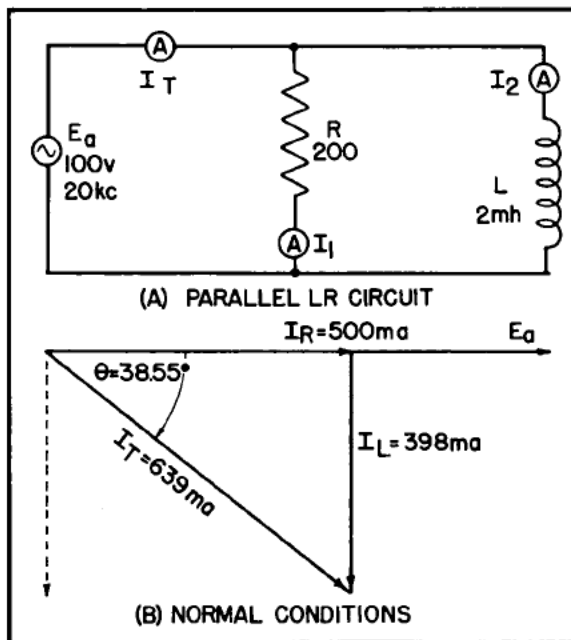 A
I T
I2
A
Ea
100v
20kc
R
200
L
2mh
A
I1
(A) PARALLEL LR CIRCUIT
IR=500ma
Ea
θ=38.55
IT=639ma
IL=398ma
(B) NORMAL CONDITIONS